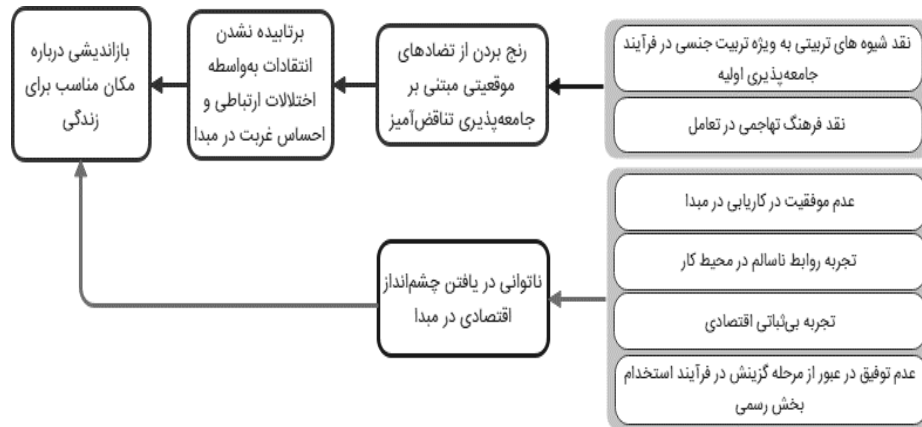 نقد شیوه های تربیتی به ویژه تربیت جنسی در فرآیند
جامعه‌پذیری اولیه
نقد فرهنگ تهاجمی در تعامل
رنج بردن از تضادهای
موقعیتی مبتنی بر
جامعه‌پذیری تناقض‌آمیز
برتابیده نشدن
انتقادات به‌واسطه
اختلالات ارتباطی و
احساس غربت در مبدا
بازاندیشی درباره
مکان مناسب برای
زندگی
عدم موفقیت در کاریابی در مبدا
تجربه روابط ناسالم در محیط کار
تجربه بی‌ثباتی اقتصادی
عدم توفیق در عبور از مرحله گزینش در فرآیند استخدام
بخش رسمی
ناتوانی در یافتن چشم‌انداز
اقتصادی در مبدا